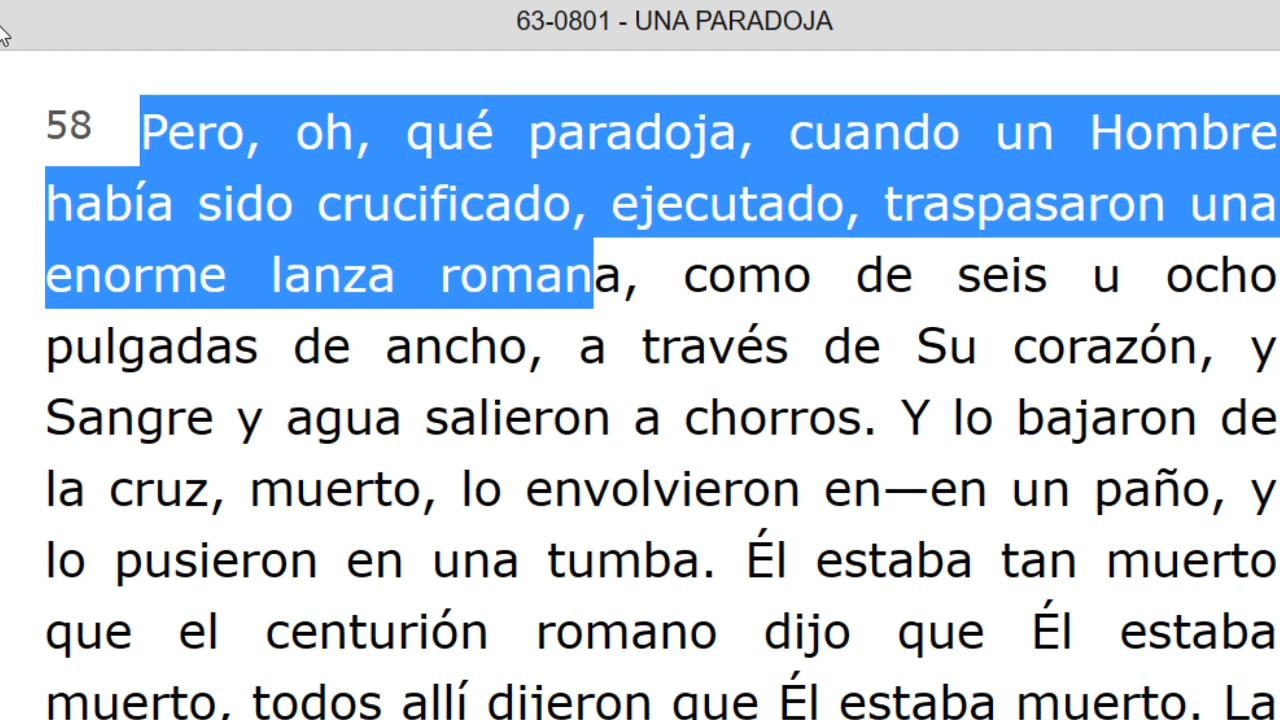 63-0801 - UNA PARADOJA
58 Pero, oh, qué paradoja, cuando un Hombre
había sido crucificado, ejecutado, traspasaron una
enorme lanza romana, como de seis u ocho
pulgadas de ancho, a través de Su corazón, y
Sangre y agua salieron a chorros. Y lo bajaron de
la cruz, muerto, lo envolvieron en—en un paño, y
lo pusieron en una tumba. Él estaba tan muerto
que el centurión romano dijo que Él estaba
muerto, todos allí dijeron que Él estaba muerto. La